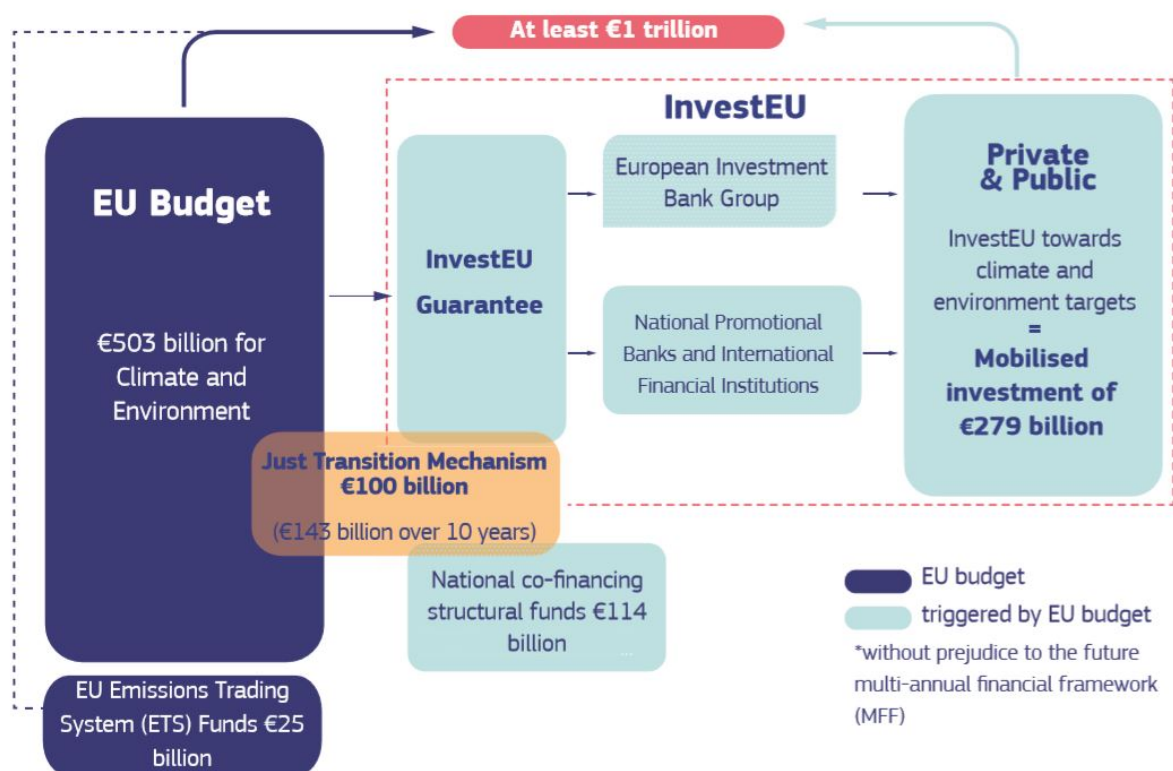 At least €1 trillion
EU Budget
€503 billion for
Climate and
Environment
InvestEU
InvestEU
Guarantee
European Investment
Bank Group
National Promotional
Banks and International
Financial Institutions
Private
& Public
InvestEU towards
climate and
environment targets
=
Mobilised
investment of
€279 billion
Just Transition Mechanism
€100 billion
(€143 billion over 10 years)
National co-financing
structural funds €114
billion
...
EU Emissions Trading
System (ETS) Funds €25
billion
EU budget
triggered by EU budget
*without prejudice to the future
multi-annual financial framework
(MFF)